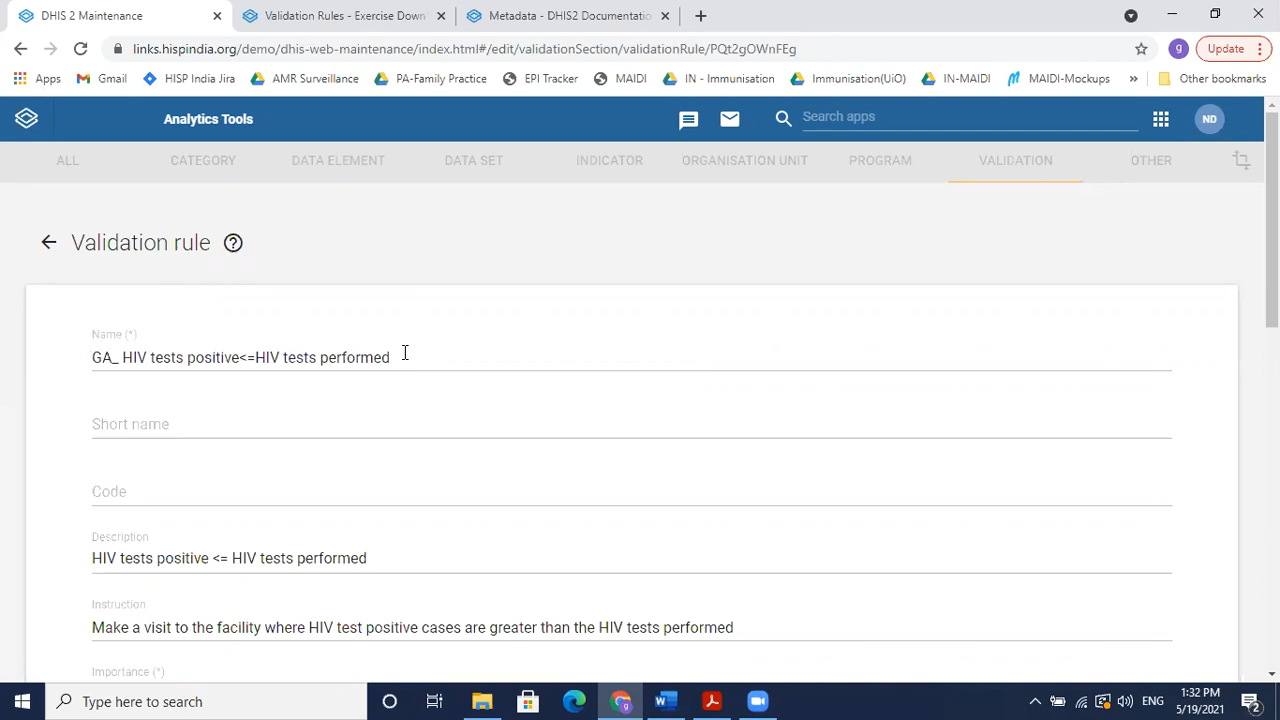 DHIS 2 Maintenance
Validation Rules - Exercise Down
Metadata - DHIS2 Documentatio
links.hispindia.org/demo/dhis-web-maintenance/index.html#/edit/validationSection/validationRule/PQt2gOWnFEg
g
Update
Apps
Gmail
HISP India Jira
AMR Surveillance
PA-Family Practice
EPI Tracker
MAIDI
IN - Immunisation
Immunisation(UiO)
IN-MAIDI
MAIDI-Mockups
»
Other bookmarks
Analytics Tools
Search apps
ND
ALL
CATEGORY
DATA ELEMENT
DATA SET
INDICATOR
ORGANISATION UNIT
PROGRAM
VALIDATION
OTHER
Validation rule
Name (*)
GA_ HIV tests positive<=HIV tests performed
Short name
Code
Description
HIV tests positive <= HIV tests performed
Instruction
Make a visit to the facility where HIV test positive cases are greater than the HIV tests performed
Importance (*)
Type here to search
g
ENG
1:32 PM
5/19/2021
2